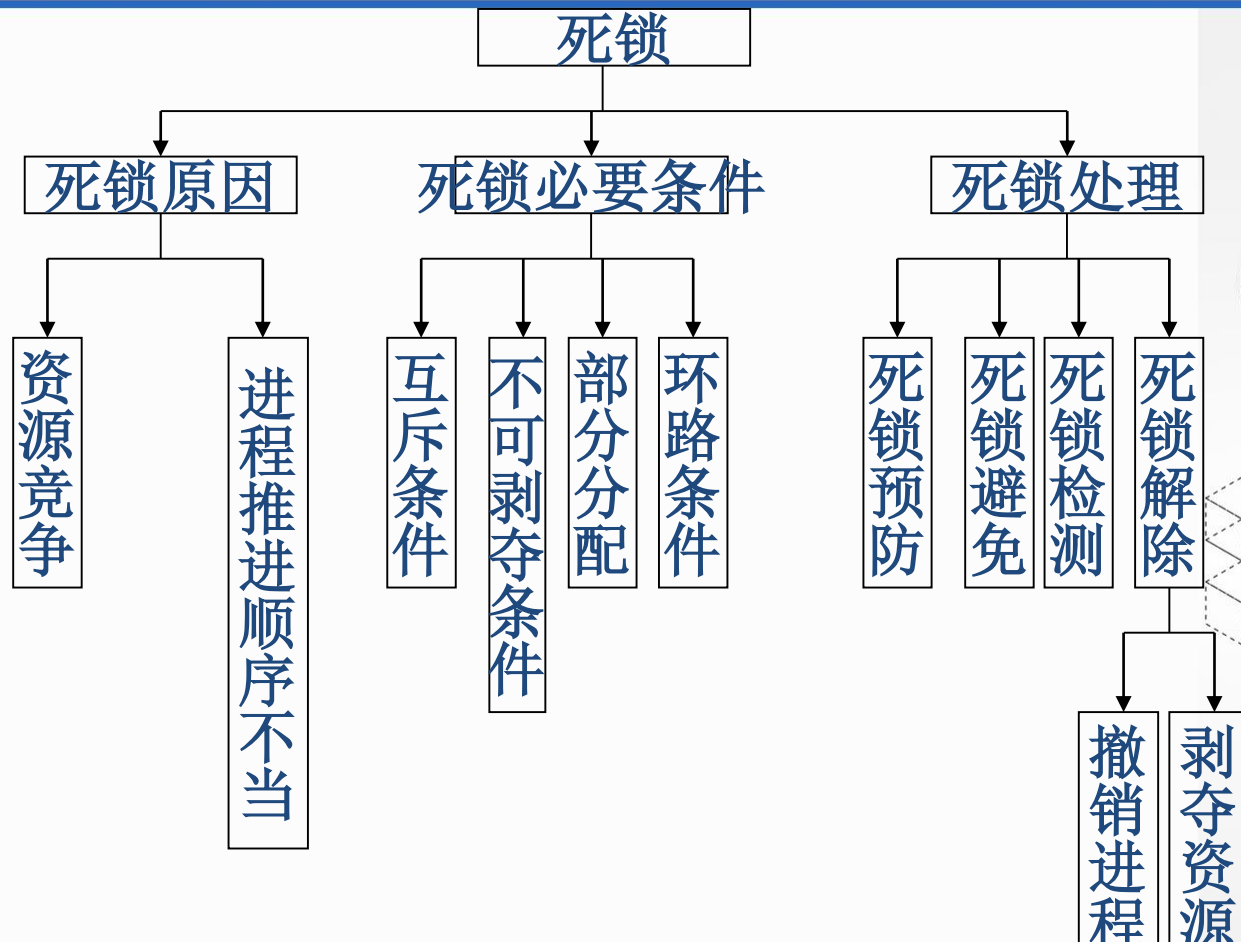 死锁
死锁原因
死锁必要条件
死锁处理
资源竞争
进程推进顺序不当
互斥条件
不可剥夺条件
部分分配
环路条件
死锁预防
死锁避免
死锁检测
死锁解除
撤销进程
剥夺资源